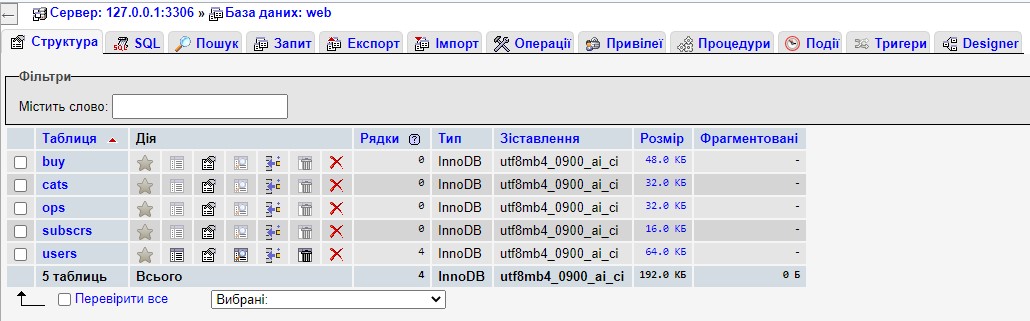 Сервер: 127.0.0.1:3306 » База даних: web
Структура SQL Пошук Запит Експорт Імпорт Операції Привілеї Процедури Події Тригери Designer
Фільтри
Містить слово:
Таблиця Дія Рядки Тип Зіставлення Розмір Фрагментовані
buy 0 InnoDB utf8mb4_0900_ai_ci 48.0 КБ -
cats 0 InnoDB utf8mb4_0900_ai_ci 32.0 КБ -
ops 0 InnoDB utf8mb4_0900_ai_ci 32.0 КБ -
subscrs 0 InnoDB utf8mb4_0900_ai_ci 16.0 КБ -
users 4 InnoDB utf8mb4_0900_ai_ci 64.0 КБ -
5 таблиць Всього 4 InnoDB utf8mb4_0900_ai_ci 192.0 КБ 0 Б
Перевірити все Вибрані: